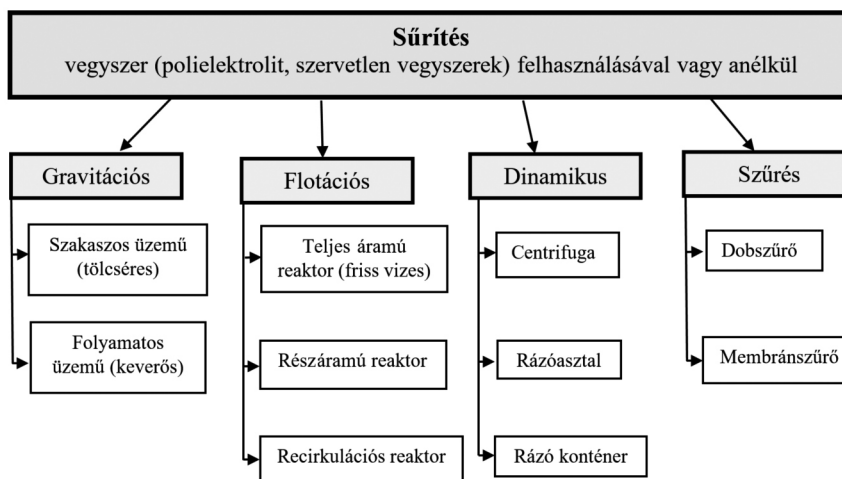 Sűrítés
vegyszer (polielektrolit, szervetlen vegyszerek) felhasználásával vagy anélkül
Gravitációs
Szakaszos üzemű
(tölcséres)
Folyamatos
üzemű (keverős)
Flotációs
Teljes áramú
reaktor (friss vizes)
Részáramú reaktor
Recirkulációs reaktor
Dinamikus
Centrifuga
Rázóasztal
Rázó konténer
Szűrés
Dobszűrő
Membránszűrő